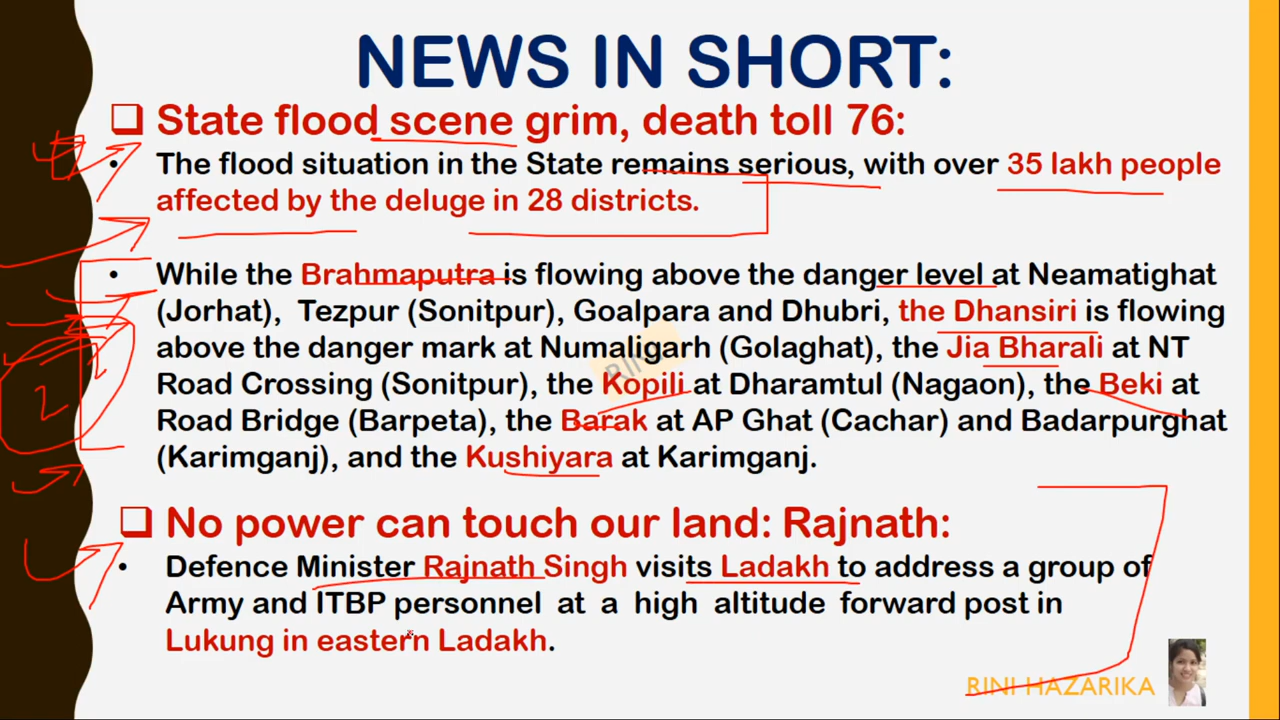 NEWS IN SHORT:
State flood scene grim, death toll 76:
The flood situation in the State remains serious, with over 35 lakh people
affected by the deluge in 28 districts.
While the Brahmaputra is flowing above the danger level at Neamatighat
(Jorhat), Tezpur (Sonitpur), Goalpara and Dhubri, the Dhansiri is flowing
above the danger mark at Numaligarh (Golaghat), the Jia Bharali at NT
Road Crossing (Sonitpur), the Kopili at Dharamtul (Nagaon), the Beki at
Road Bridge (Barpeta), the Barak at AP Ghat (Cachar) and Badarpurghat
(Karimganj), and the Kushiyara at Karimganj.
No power can touch our land: Rajnath:
Defence Minister Rajnath Singh visits Ladakh to address a group of
Army and ITBP personnel at a high altitude forward post in
Lukung in eastern Ladakh.
RINI HAZARIKA